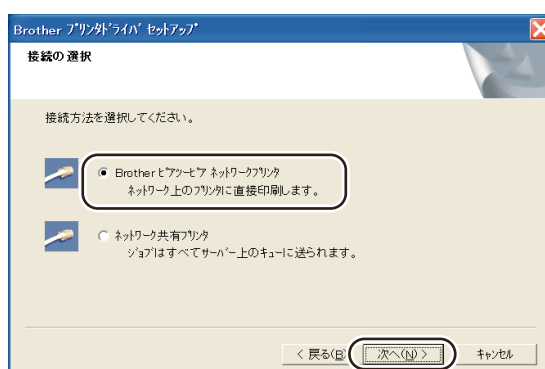 Brother プリンタドライバ セットアップ
接続の選択
接続方法を選択してください。
Brother ピアツーピア ネットワークプリンタ
ネットワーク上のプリンタに直接印刷します。
ネットワーク共有プリンタ
ジョブはすべてサーバー上のキューに送られます。
< 戻る(B) 次へ(N) > キャンセル